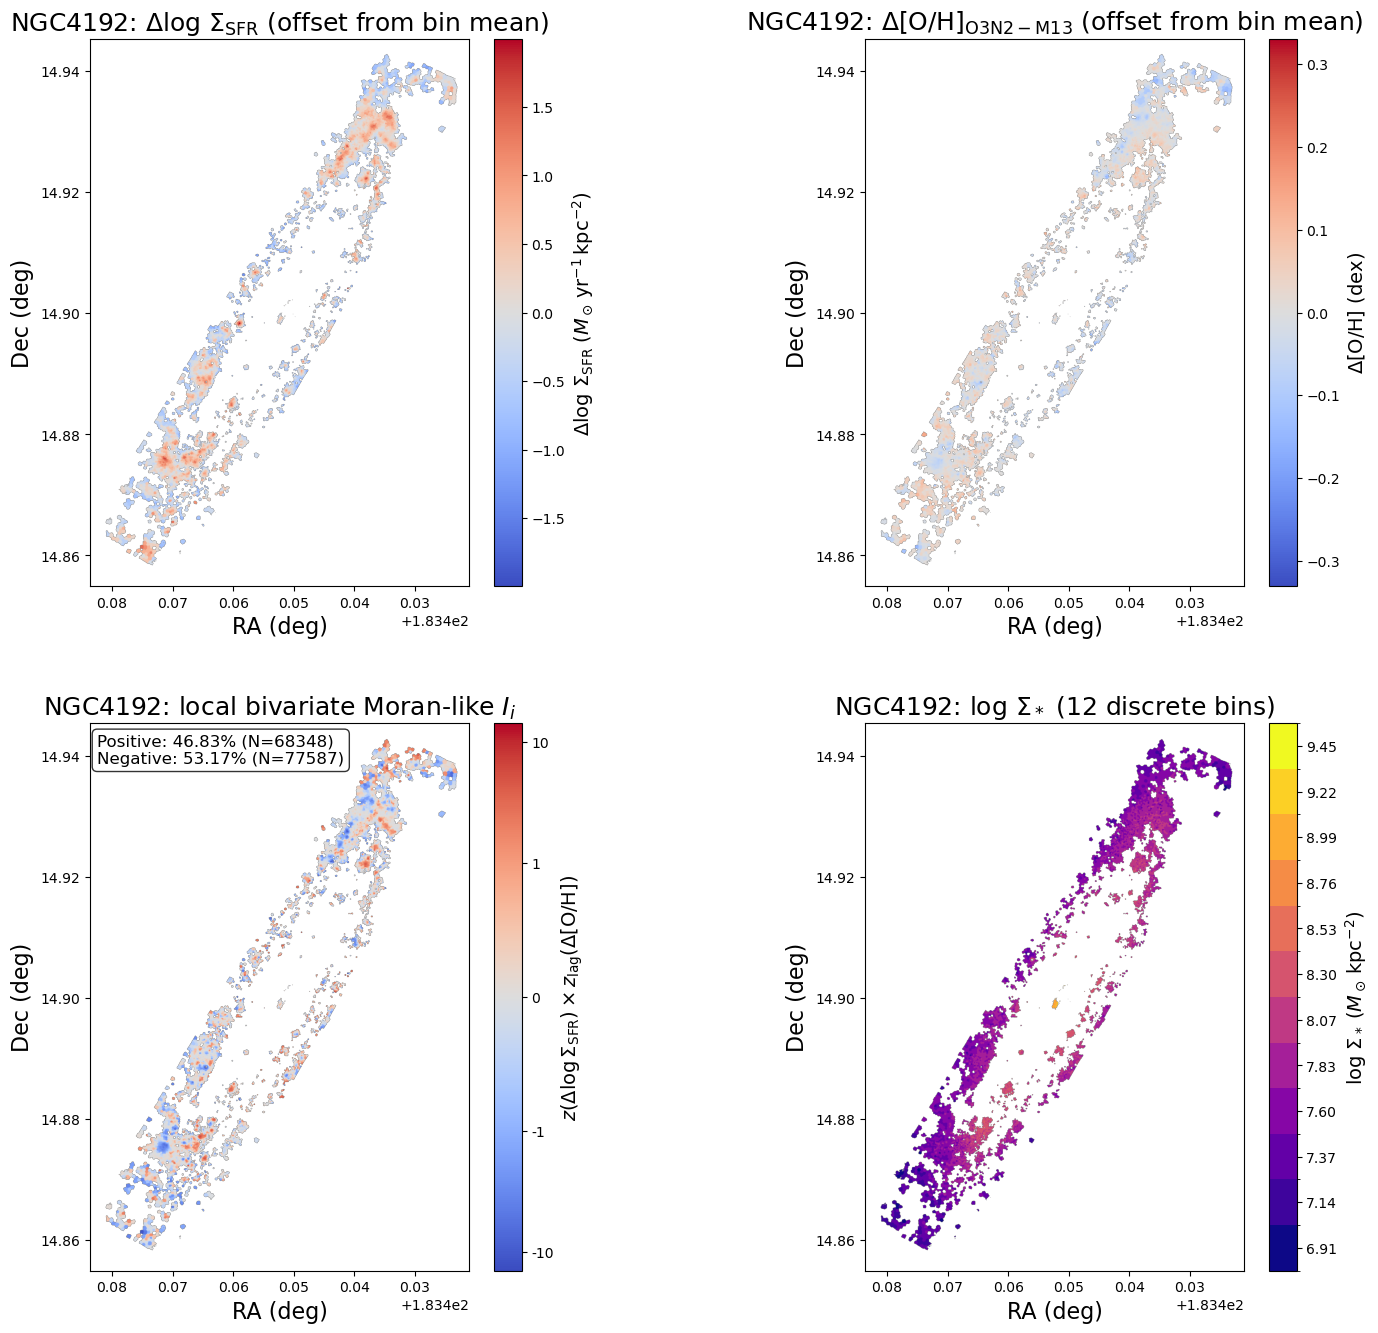 NGC4192: Δlog Σ_SFR (offset from bin mean)
14.94
14.92
14.90
14.88
14.86
Dec (deg)
0.08 0.07 0.06 0.05 0.04 0.03
+1.834e2
RA (deg)
1.5
1.0
0.5
0.0
−0.5
−1.0
−1.5
Δlog Σ_SFR (M_⊙ yr⁻¹ kpc⁻²)
NGC4192: Δ[O/H]_O3N2−M13 (offset from bin mean)
14.94
14.92
14.90
14.88
14.86
Dec (deg)
0.08 0.07 0.06 0.05 0.04 0.03
+1.834e2
RA (deg)
0.3
0.2
0.1
0.0
−0.1
−0.2
−0.3
Δ[O/H] (dex)
NGC4192: local bivariate Moran-like I_i
Positive: 46.83% (N=68348)
Negative: 53.17% (N=77587)
14.94
14.92
14.90
14.88
14.86
Dec (deg)
0.08 0.07 0.06 0.05 0.04 0.03
+1.834e2
RA (deg)
10
1
0
-1
-10
z(Δlog Σ_SFR) × z_lag(Δ[O/H])
NGC4192: log Σ_* (12 discrete bins)
14.94
14.92
14.90
14.88
14.86
Dec (deg)
0.08 0.07 0.06 0.05 0.04 0.03
+1.834e2
RA (deg)
9.45
9.22
8.99
8.76
8.53
8.30
8.07
7.83
7.60
7.37
7.14
6.91
log Σ_* (M_⊙ kpc⁻²)